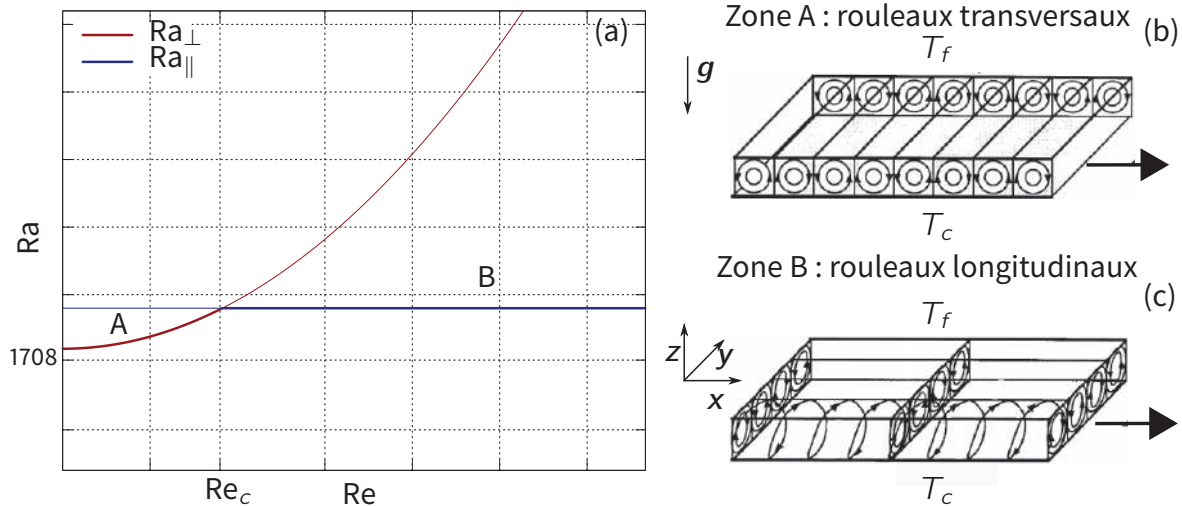 Ra⊥
Ra∥
(a)
Ra
1708
A
B
Re_c
Re
Zone A : rouleaux transversaux
(b)
T_f
g
T_c
Zone B : rouleaux longitudinaux
(c)
T_f
z
y
x
T_c